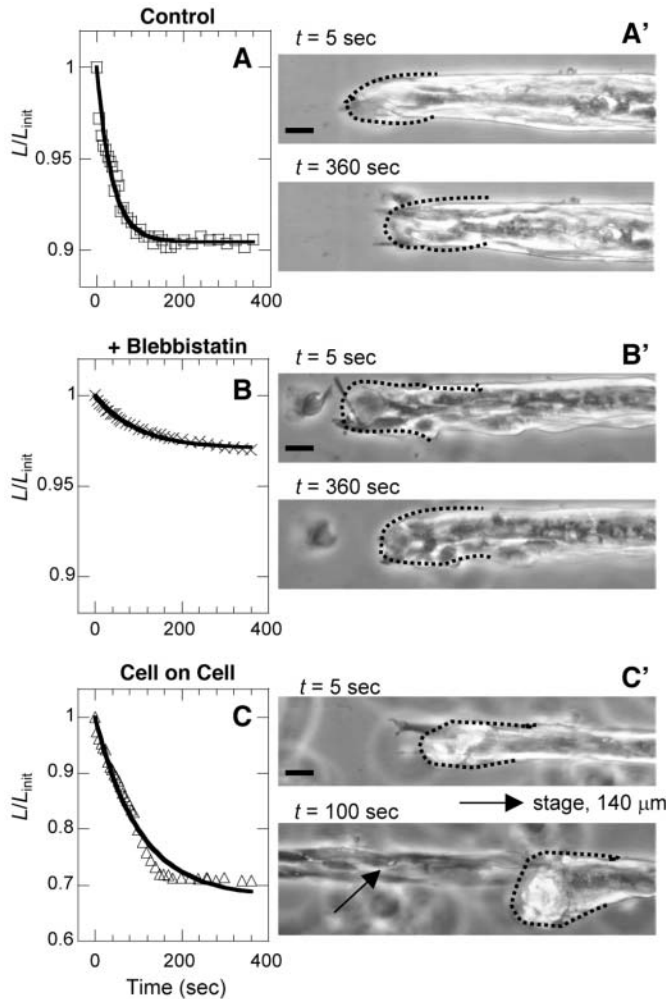 Control
A
L/Linit
1
0.95
0.9
0
200
400
t = 5 sec
A'
t = 360 sec
+ Blebbistatin
B
L/Linit
1
0.95
0.9
0
200
400
t = 5 sec
B'
t = 360 sec
Cell on Cell
C
L/Linit
1
0.9
0.8
0.7
0.6
0
200
400
Time (sec)
t = 5 sec
C'
stage, 140 μm
t = 100 sec